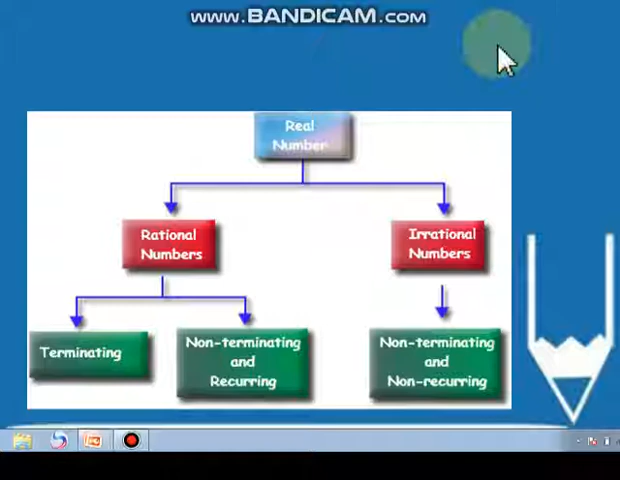 www.BANDICAM.com
Real
Number
Rational
Numbers
Irrational
Numbers
Terminating
Non-terminating
and
Recurring
Non-terminating
and
Non-recurring